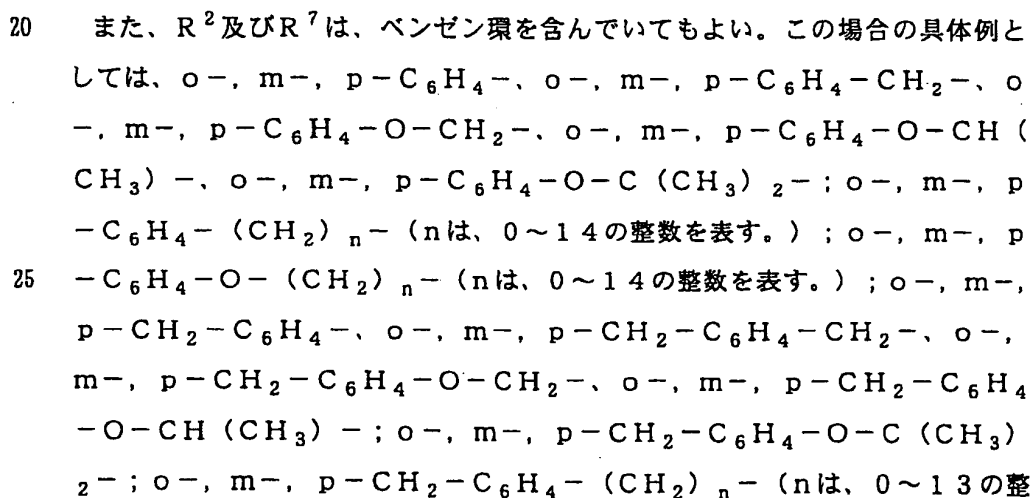 20 また、R²及びR⁷は、ベンゼン環を含んでいてもよい。この場合の具体例と
しては、o－, m－, p－C₆H₄－、o－, m－, p－C₆H₄－CH₂－、o
－, m－, p－C₆H₄－O－CH₂－、o－, m－, p－C₆H₄－O－CH（
CH₃）－、o－, m－, p－C₆H₄－O－C（CH₃）₂－；o－, m－, p
－C₆H₄－（CH₂）ₙ－（nは、0～14の整数を表す。）；o－, m－, p
25 －C₆H₄－O－（CH₂）ₙ－（nは、0～14の整数を表す。）；o－, m－,
p－CH₂－C₆H₄－、o－, m－, p－CH₂－C₆H₄－CH₂－、o－,
m－, p－CH₂－C₆H₄－O－CH₂－、o－, m－, p－CH₂－C₆H₄
－O－CH（CH₃）－；o－, m－, p－CH₂－C₆H₄－O－C（CH₃）
₂－；o－, m－, p－CH₂－C₆H₄－（CH₂）ₙ－（nは、0～13の整